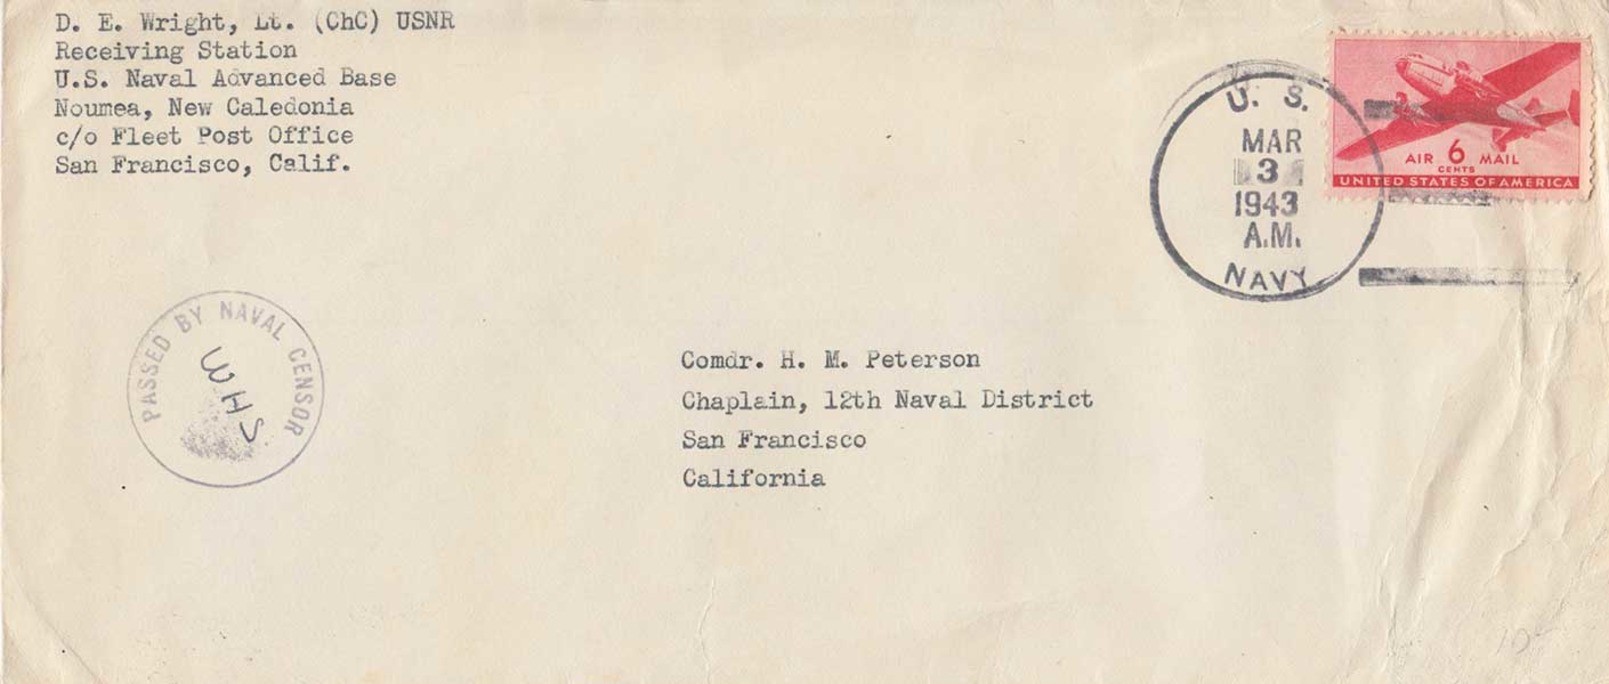 D. E. Wright, Lt. (ChC) USNR
Receiving Station
U.S. Naval Advanced Base
Noumea, New Caledonia
c/o Fleet Post Office
San Francisco, Calif.
U. S.
MAR
3
1943
A.M.
NAVY
AIR 6 MAIL
CENTS
UNITED STATES OF AMERICA
PASSED BY NAVAL CENSOR
WHS
Comdr. H. M. Peterson
Chaplain, 12th Naval District
San Francisco
California